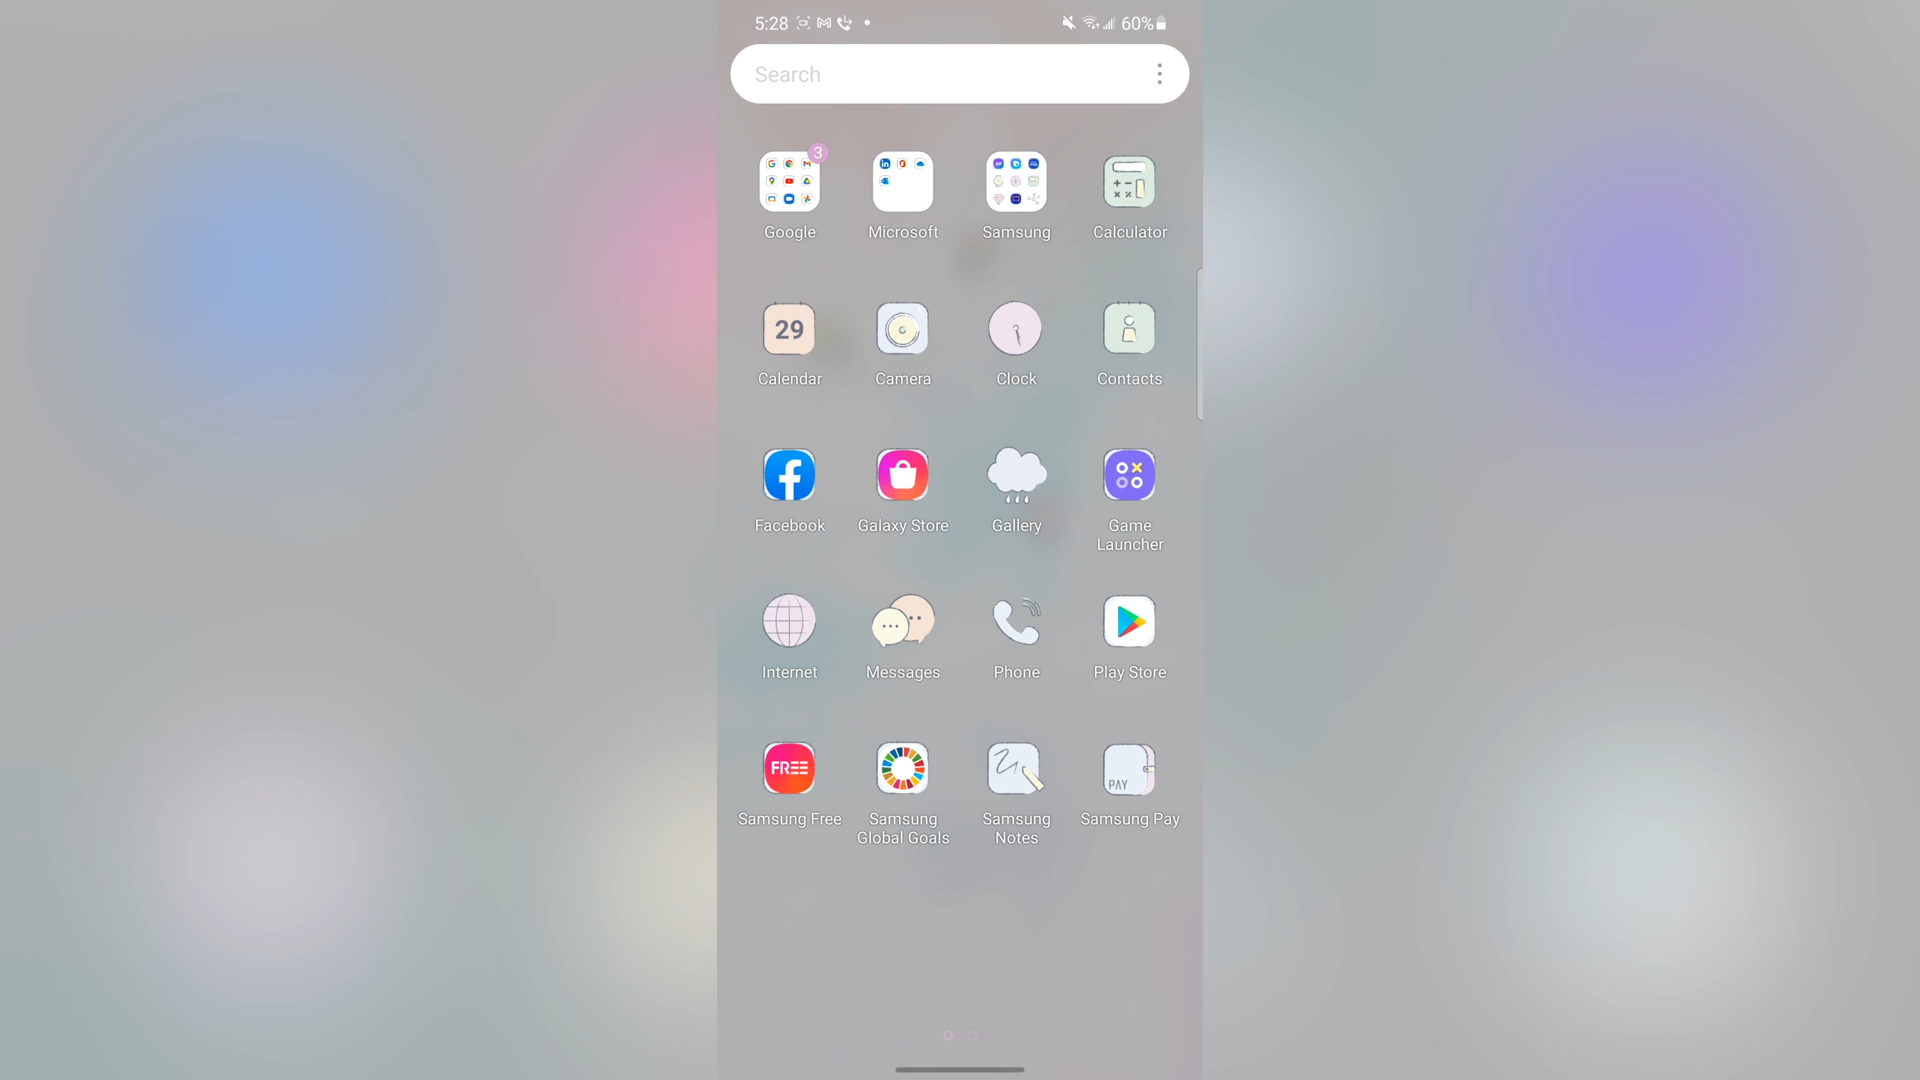 5:28
60%
Search
3
Google Microsoft Samsung Calculator
29
Calendar Camera Clock Contacts
Facebook Galaxy Store Gallery Game
Launcher
Internet Messages Phone Play Store
FREE PAY
Samsung Free Samsung Samsung Samsung Pay
Global Goals Notes